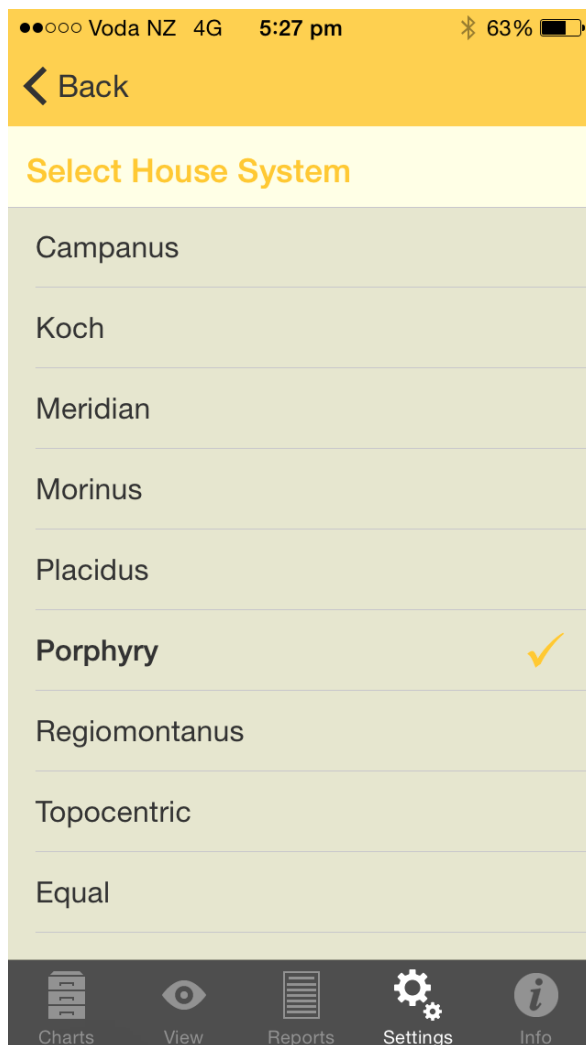 Voda NZ 4G 5:27 pm 63%
Back
Select House System
Campanus
Koch
Meridian
Morinus
Placidus
Porphyry
Regiomontanus
Topocentric
Equal
Charts View Reports Settings Info